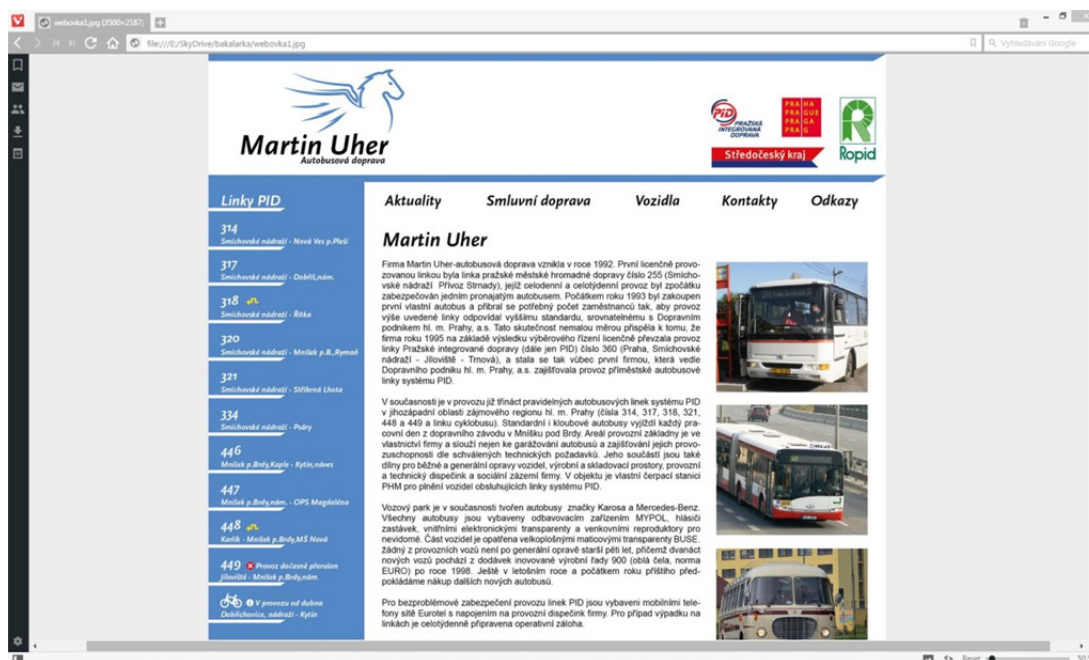 webovka1.jpg (3500×2187)
file:///E:/SkyDrive/bakalarka/webovka1.jpg
Vyhledávání Google
Martin Uher
Autobusová doprava
PID
PRAŽSKÁ
INTEGROVANÁ
DOPRAVA
PRA HA
PRA GUE
PRA GA
PRA G
Středočeský kraj
Ropid
Linky PID
314
Smíchovské nádraží - Nová Ves p.Pleší
317
Smíchovské nádraží - Dobříš,nám.
318
Smíchovské nádraží - Řitka
320
Smíchovské nádraží - Mníšek p.B.,Rymaň
321
Smíchovské nádraží - Stříbrná Lhota
334
Smíchovské nádraží - Psáry
446
Mníšek p.Brdy,Kaple - Kytín,náves
447
Mníšek p.Brdy,nám. - OPS Magdaléna
448
Karlík - Mníšek p.Brdy,MŠ Nová
449 Provoz dočasně přerušen
Jíloviště - Mníšek p.Brdy,nám
V provozu od dubna
Dobřichovice, nádraží - Kytín
Aktuality Smluvní doprava Vozidla Kontakty Odkazy
Martin Uher
Firma Martin Uher-autobusová doprava vznikla v roce 1992. První licenčně provo-
zovanou linkou byla linka pražské městské hromadné dopravy číslo 255 (Smícho-
vské nádraží Přívoz Strnady), jejíž celodenní a celotýdenní provoz byl zpočátku
zabezpečován jedním pronajatým autobusem. Počátkem roku 1993 byl zakoupen
první vlastní autobus a přibral se potřebný počet zaměstnanců tak, aby provoz
výše uvedené linky odpovídal vyššímu standardu, srovnatelnému s Dopravním
podnikem hl. m. Prahy, a.s. Tato skutečnost nemalou měrou přispěla k tomu, že
firma roku 1995 na základě výsledku výběrového řízení licenčně převzala provoz
linky Pražské integrované dopravy (dále jen PID) číslo 360 (Praha, Smíchovské
nádraží - Jíloviště - Trnová), a stala se tak vůbec první firmou, která vedle
Dopravního podniku hl. m. Prahy, a.s. zajišťovala provoz příměstské autobusové
linky systému PID.
V současnosti je v provozu již třináct pravidelných autobusových linek systému PID
v jihozápadní oblasti zájmového regionu hl. m. Prahy (čísla 314, 317, 318, 321,
448 a 449 a linku cyklobusu). Standardní i kloubové autobusy vyjíždí každý pra-
covní den z dopravního závodu v Mníšku pod Brdy. Areál provozní základny je ve
vlastnictví firmy a slouží nejen ke garážování autobusů a zajišťování jejich provo-
zuschopnosti dle schválených technických požadavků. Jeho součástí jsou také
dílny pro běžné a generální opravy vozidel, výrobní a skladovací prostory, provozní
a technický dispečink a sociální zázemí firmy. V objektu je vlastní čerpací stanici
PHM pro plnění vozidel obsluhujících linky systému PID.
Vozový park je v současnosti tvořen autobusy značky Karosa a Mercedes-Benz.
Všechny autobusy jsou vybaveny odbavovacím zařízením MYPOL, hlásiči
zastávek, vnitřními elektronickými transparenty a venkovními reproduktory pro
nevidomé. Část vozidel je opatřena velkoplošnými maticovými transparenty BUSE.
žádný z provozních vozů není po generální opravě starší pěti let, přičemž dvanáct
nových vozů pochází z dodávek inovované výrobní řady 900 (oblá čela, norma
EURO) po roce 1998. Ještě v letošním roce a počátkem roku příštího před-
pokládáme nákup dalších nových autobusů.
Pro bezproblémové zabezpečení provozu linek PID jsou vybaveni mobilními tele-
fony sítě Eurotel s napojením na provozní dispečink firmy. Pro případ výpadku na
linkách je celotýdenně připravena operativní záloha.
Reset